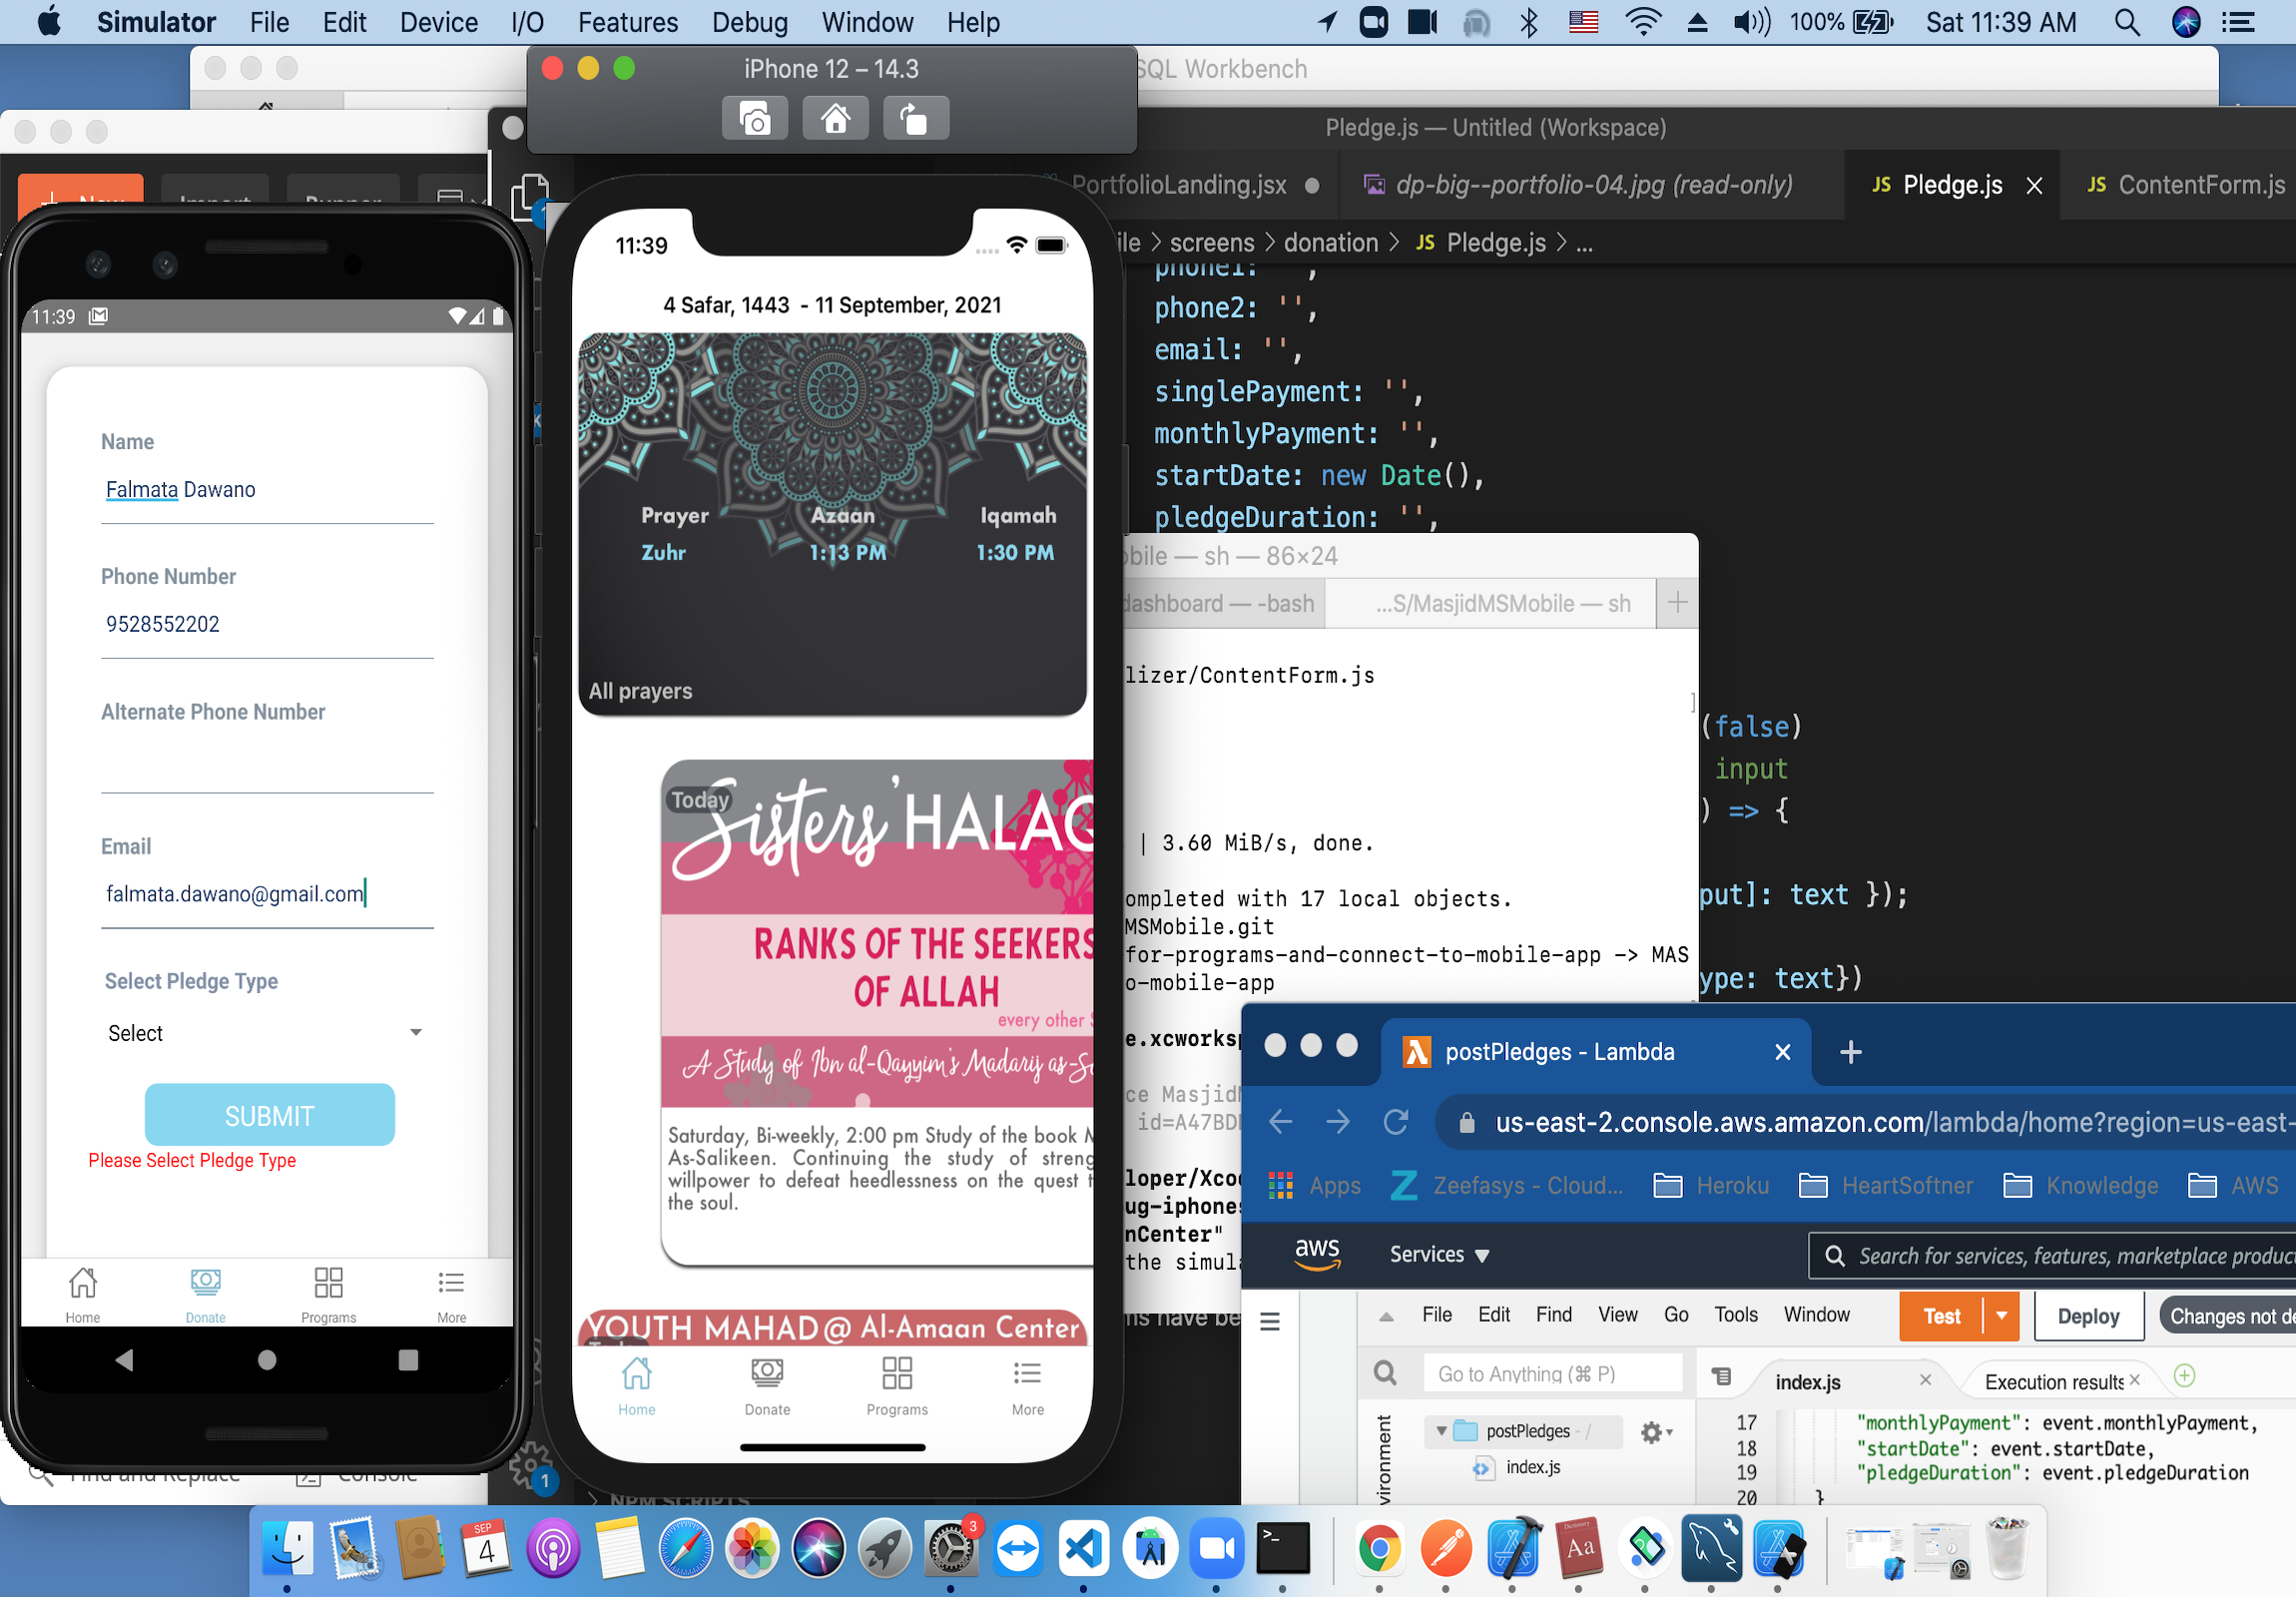 Simulator File Edit Device I/O Features Debug Window Help 100% Sat 11:39 AM
iPhone 12 – 14.3
SQL Workbench
Pledge.js — Untitled (Workspace)
PortfolioLanding.jsx
dp-big--portfolio-04.jpg (read-only)
JS Pledge.js
JS ContentForm.js
screens > donation > JS Pledge.js > ...
phone1: '',
phone2: '',
email: '',
singlePayment: '',
monthlyPayment: '',
startDate: new Date(),
pledgeDuration: '',
(false)
input
) => {
put]: text });
ype: text})
11:39
Name
Falmata Dawano
Phone Number
9528552202
Alternate Phone Number
Email
falmata.dawano@gmail.com
Select Pledge Type
Select
SUBMIT
Please Select Pledge Type
Home Donate Programs More
Find and Replace Console
11:39
4 Safar, 1443 - 11 September, 2021
Prayer Azaan Iqamah
Zuhr 1:13 PM 1:30 PM
All prayers
Today
Sisters' HALAQ
RANKS OF THE SEEKERS
OF ALLAH
every other S
A Study of Ibn al-Qayyim's Madarij as-Sa
Saturday, Bi-weekly, 2:00 pm Study of the book M
As-Salikeen. Continuing the study of streng
willpower to defeat heedlessness on the quest t
the soul.
YOUTH MAHAD @ Al-Amaan Center
Home Donate Programs More
NPM SCRIPTS
obile — sh — 86×24
dashboard — -bash
...S/MasjidMSMobile — sh
lizer/ContentForm.js
| 3.60 MiB/s, done.
ompleted with 17 local objects.
MSMobile.git
for-programs-and-connect-to-mobile-app -> MAS
o-mobile-app
e.xcworksp
ce MasjidM
id=A47BD
loper/Xco
ug-iphones
nCenter"
the simula
ms have be
postPledges - Lambda
us-east-2.console.aws.amazon.com/lambda/home?region=us-east-
Apps Zeefasys - Cloud... Heroku HeartSoftner Knowledge AWS
aws Services Search for services, features, marketplace produc
File Edit Find View Go Tools Window Test Deploy Changes not de
Go to Anything (⌘ P)
index.js Execution results
postPledges - /
index.js
17 "monthlyPayment": event.monthlyPayment,
18 "startDate": event.startDate,
19 "pledgeDuration": event.pledgeDuration
20 }
SEP
4
3
Aa